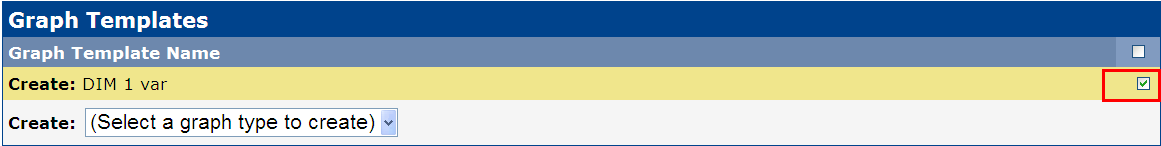 Graph Templates
Graph Template Name
Create: DIM 1 var
Create: (Select a graph type to create)